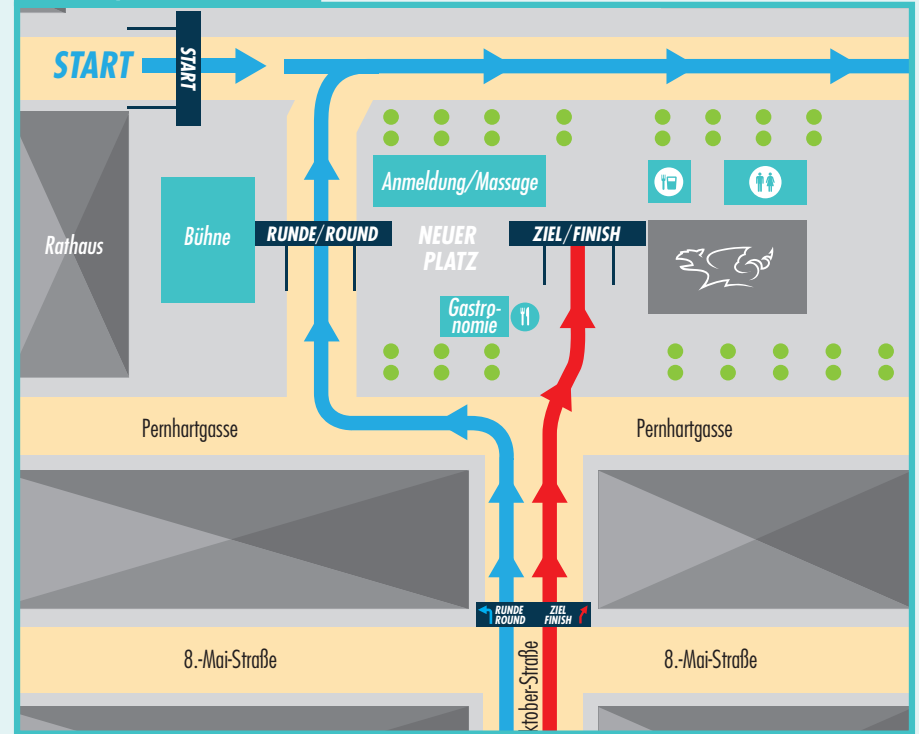 START
START
Anmeldung/Massage
Rathaus
Bühne
RUNDE/ROUND
NEUER
PLATZ
ZIEL/FINISH
Gastro-
nomie
Pernhartgasse
Pernhartgasse
RUNDE
ROUND
ZIEL
FINISH
8.-Mai-Straße
ktober-Straße
8.-Mai-Straße